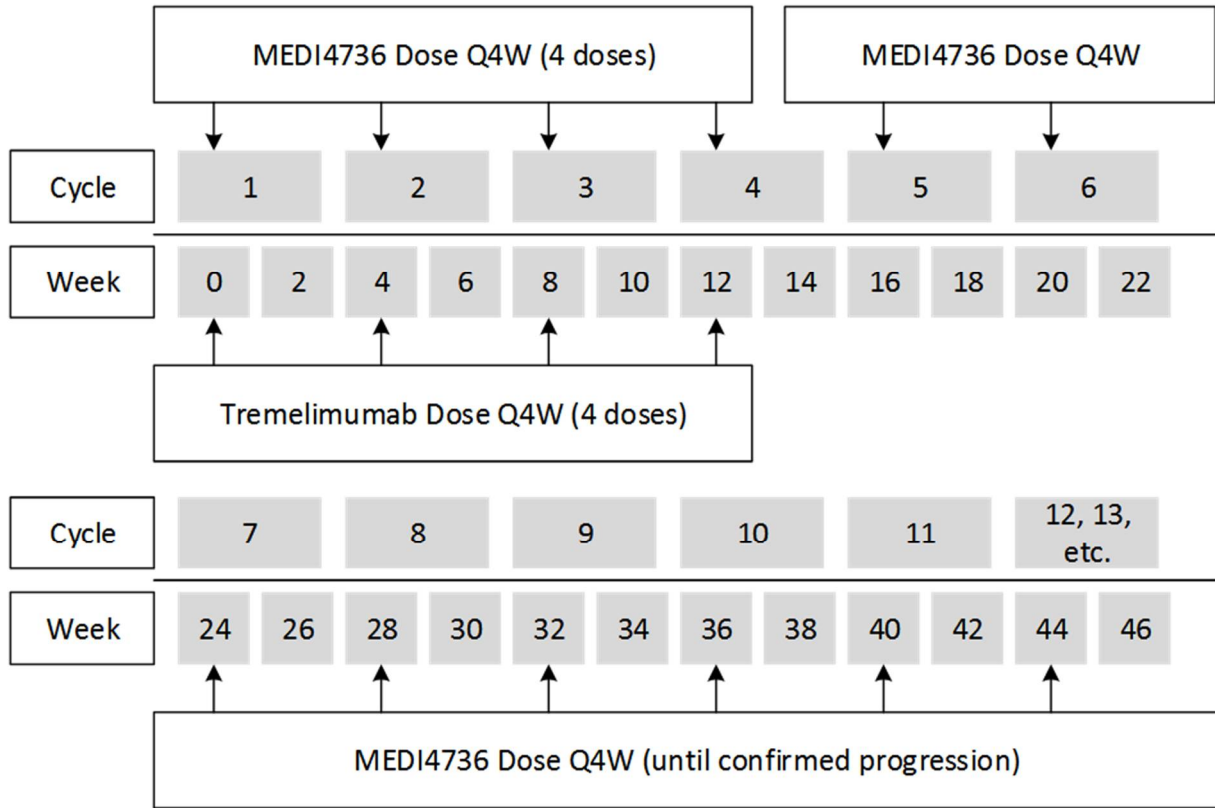 MEDI4736 Dose Q4W (4 doses) MEDI4736 Dose Q4W
Cycle 1 2 3 4 5 6
Week 0 2 4 6 8 10 12 14 16 18 20 22
Tremelimumab Dose Q4W (4 doses)
Cycle 7 8 9 10 11 12, 13,
etc.
Week 24 26 28 30 32 34 36 38 40 42 44 46
MEDI4736 Dose Q4W (until confirmed progression)